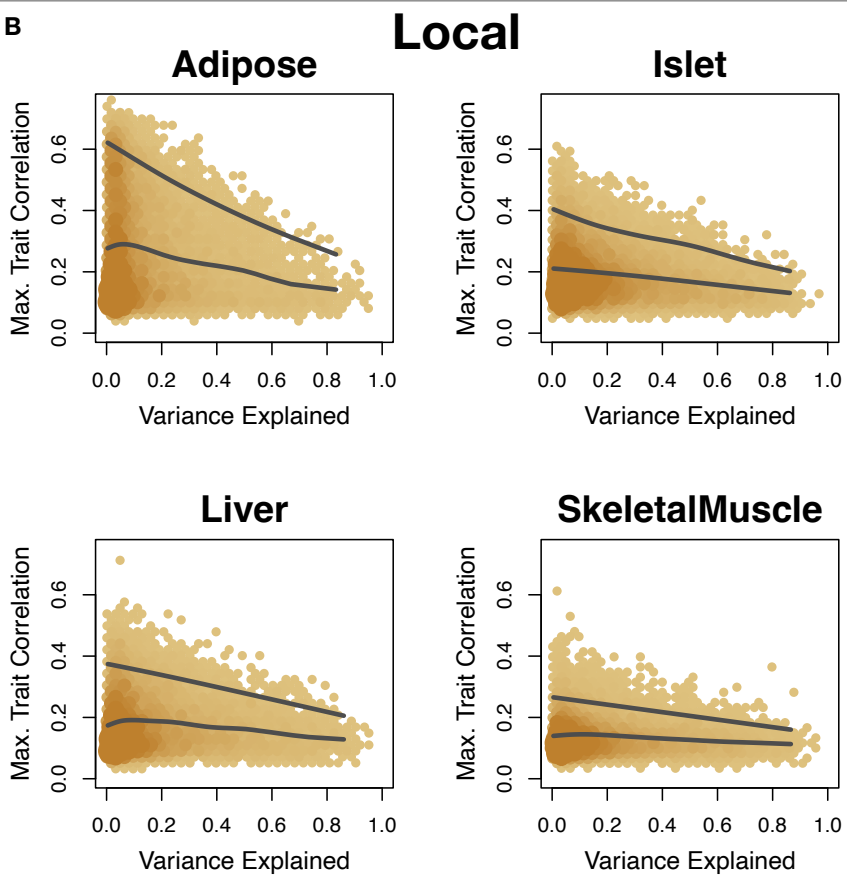 B
Local
Adipose
Max. Trait Correlation
0.0 0.2 0.4 0.6
0.0 0.2 0.4 0.6 0.8 1.0
Variance Explained
Islet
Max. Trait Correlation
0.0 0.2 0.4 0.6
0.0 0.2 0.4 0.6 0.8 1.0
Variance Explained
Liver
Max. Trait Correlation
0.0 0.2 0.4 0.6
0.0 0.2 0.4 0.6 0.8 1.0
Variance Explained
SkeletalMuscle
Max. Trait Correlation
0.0 0.2 0.4 0.6
0.0 0.2 0.4 0.6 0.8 1.0
Variance Explained